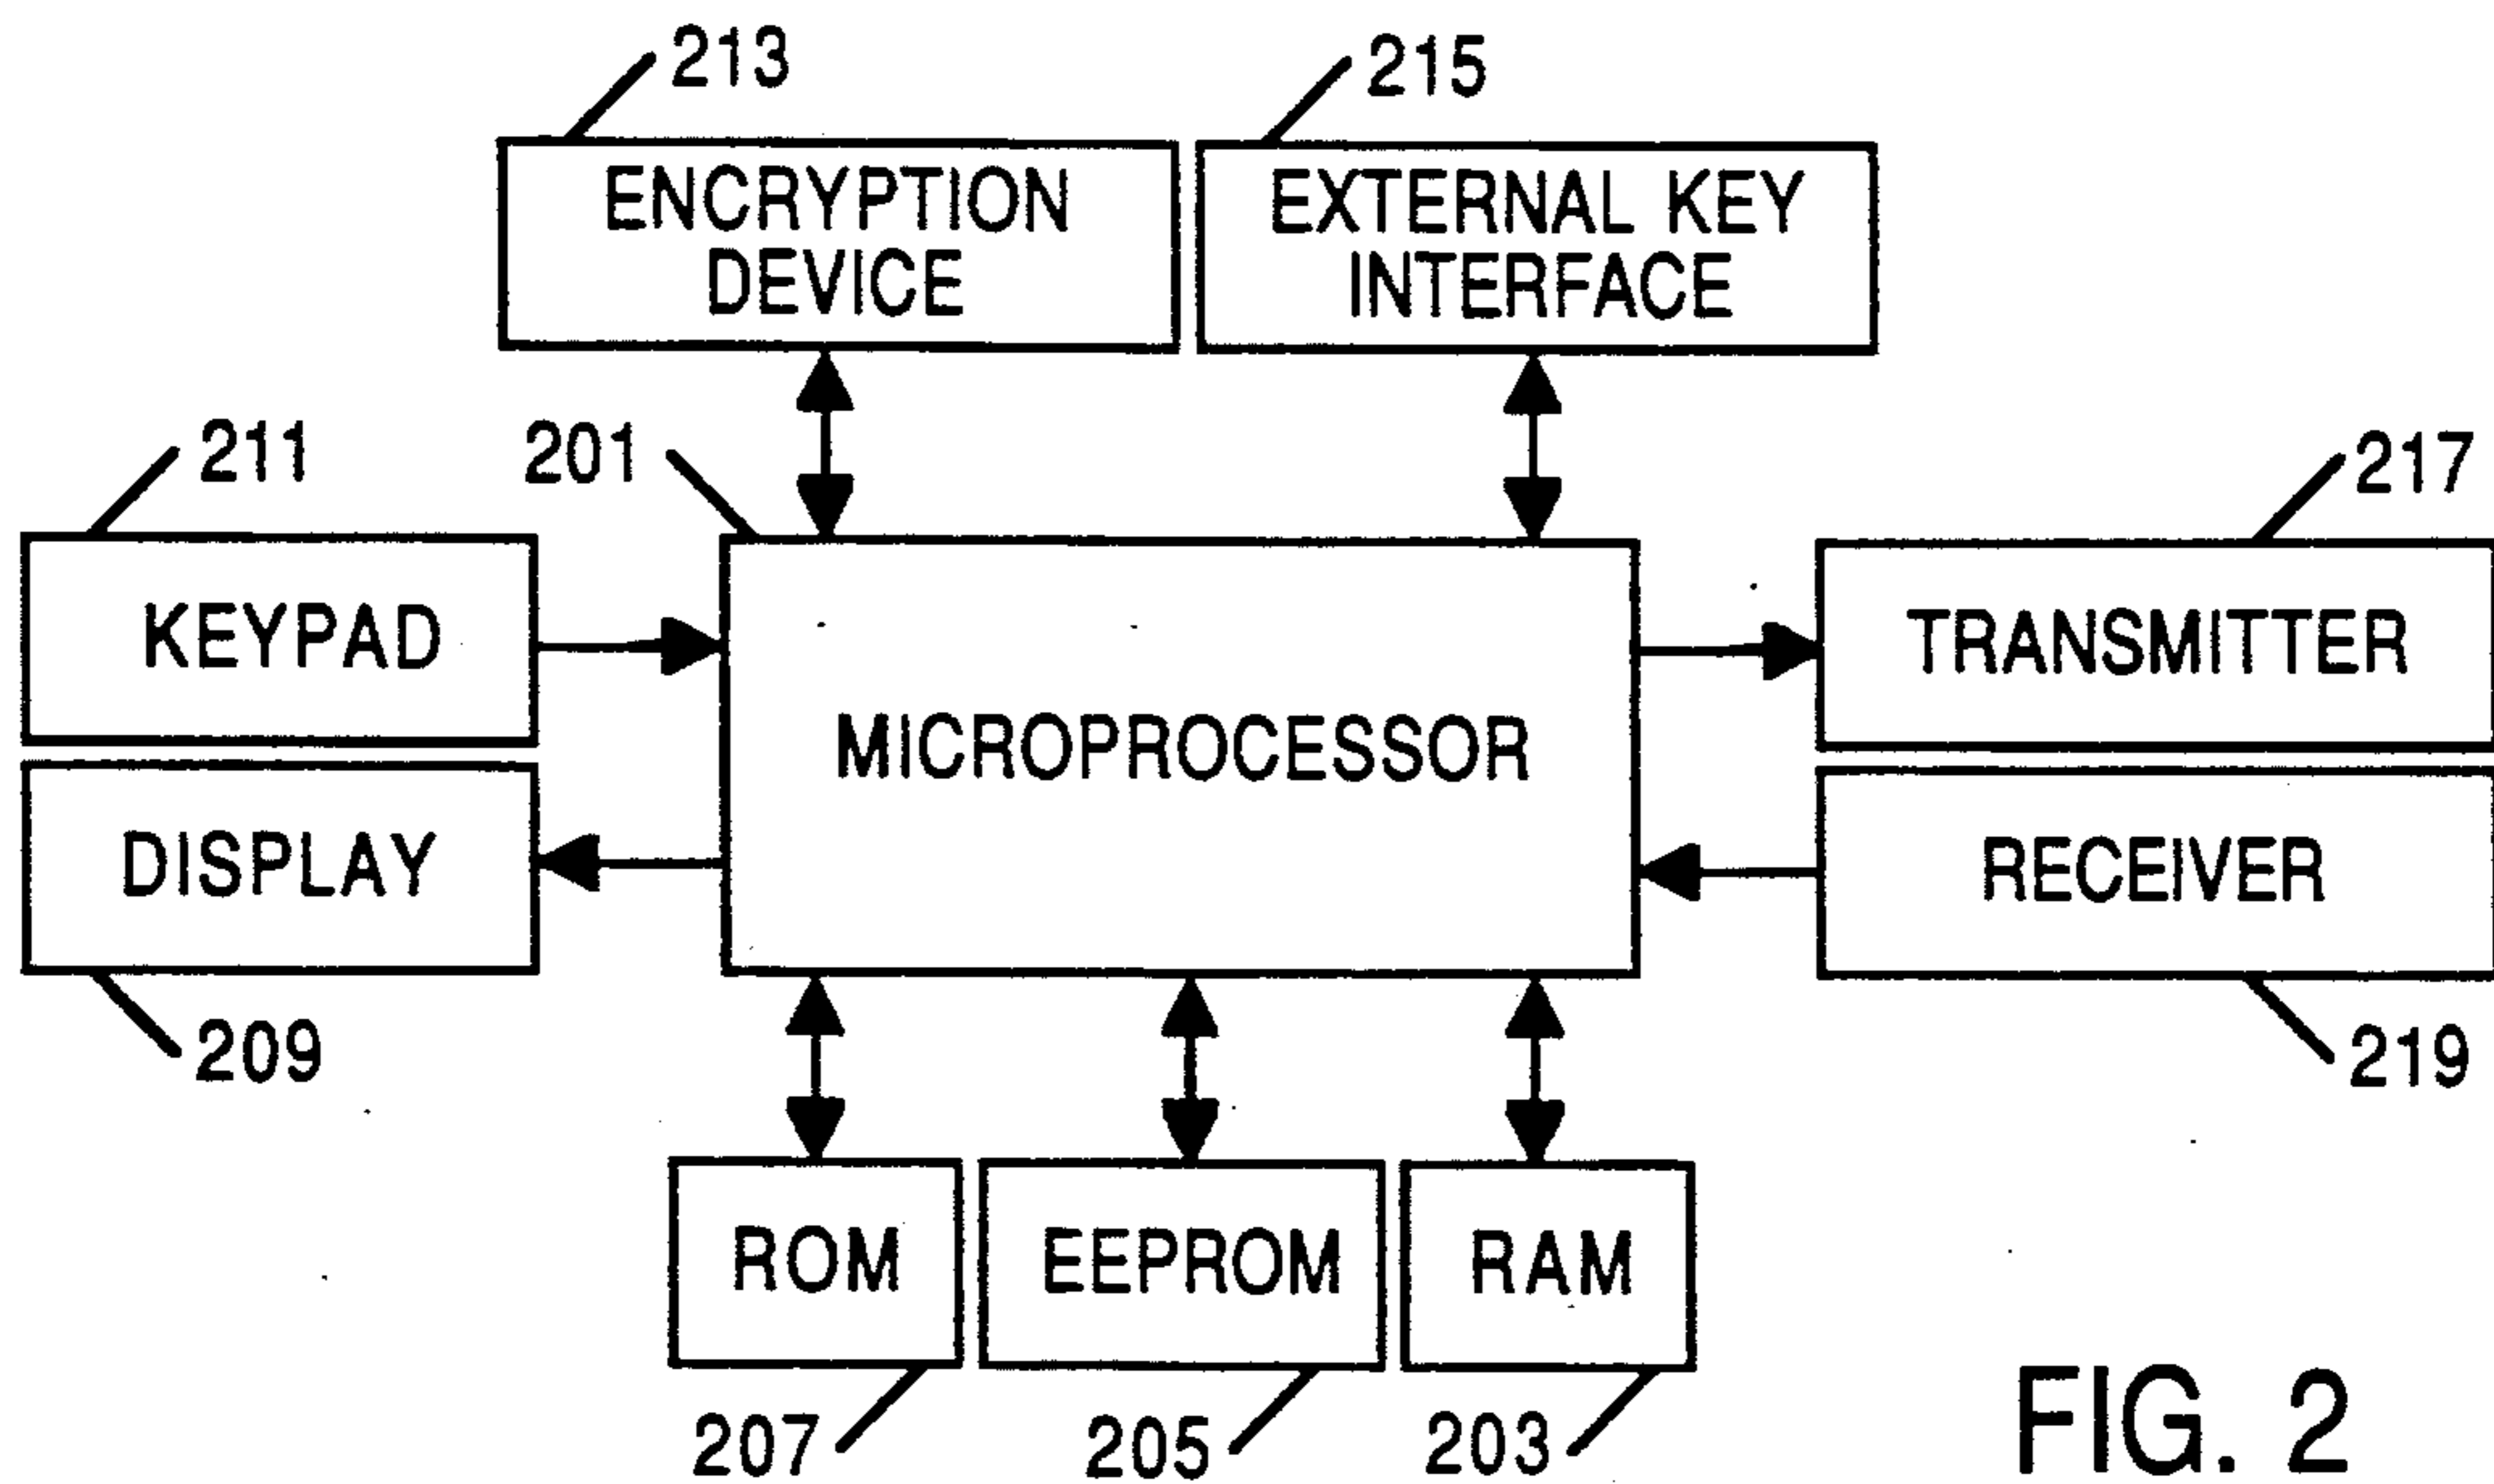 213
215
ENCRYPTION
DEVICE
EXTERNAL KEY
INTERFACE
211
201
217
KEYPAD
TRANSMITTER
MICROPROCESSOR
DISPLAY
RECEIVER
209
219
ROM
EEPROM
RAM
207
205
203
FIG. 2